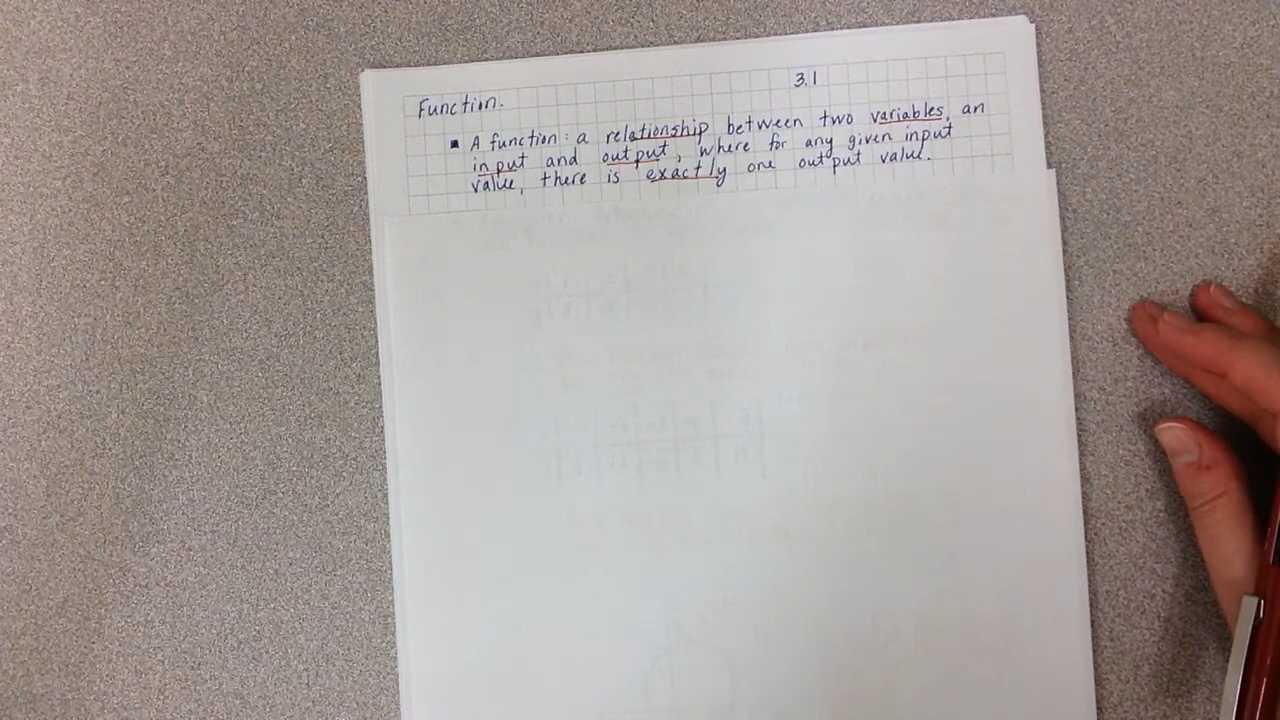 3.1
Function.
▪ A function: a relationship between two variables, an
input and output, where for any given input
value, there is exactly one output value.